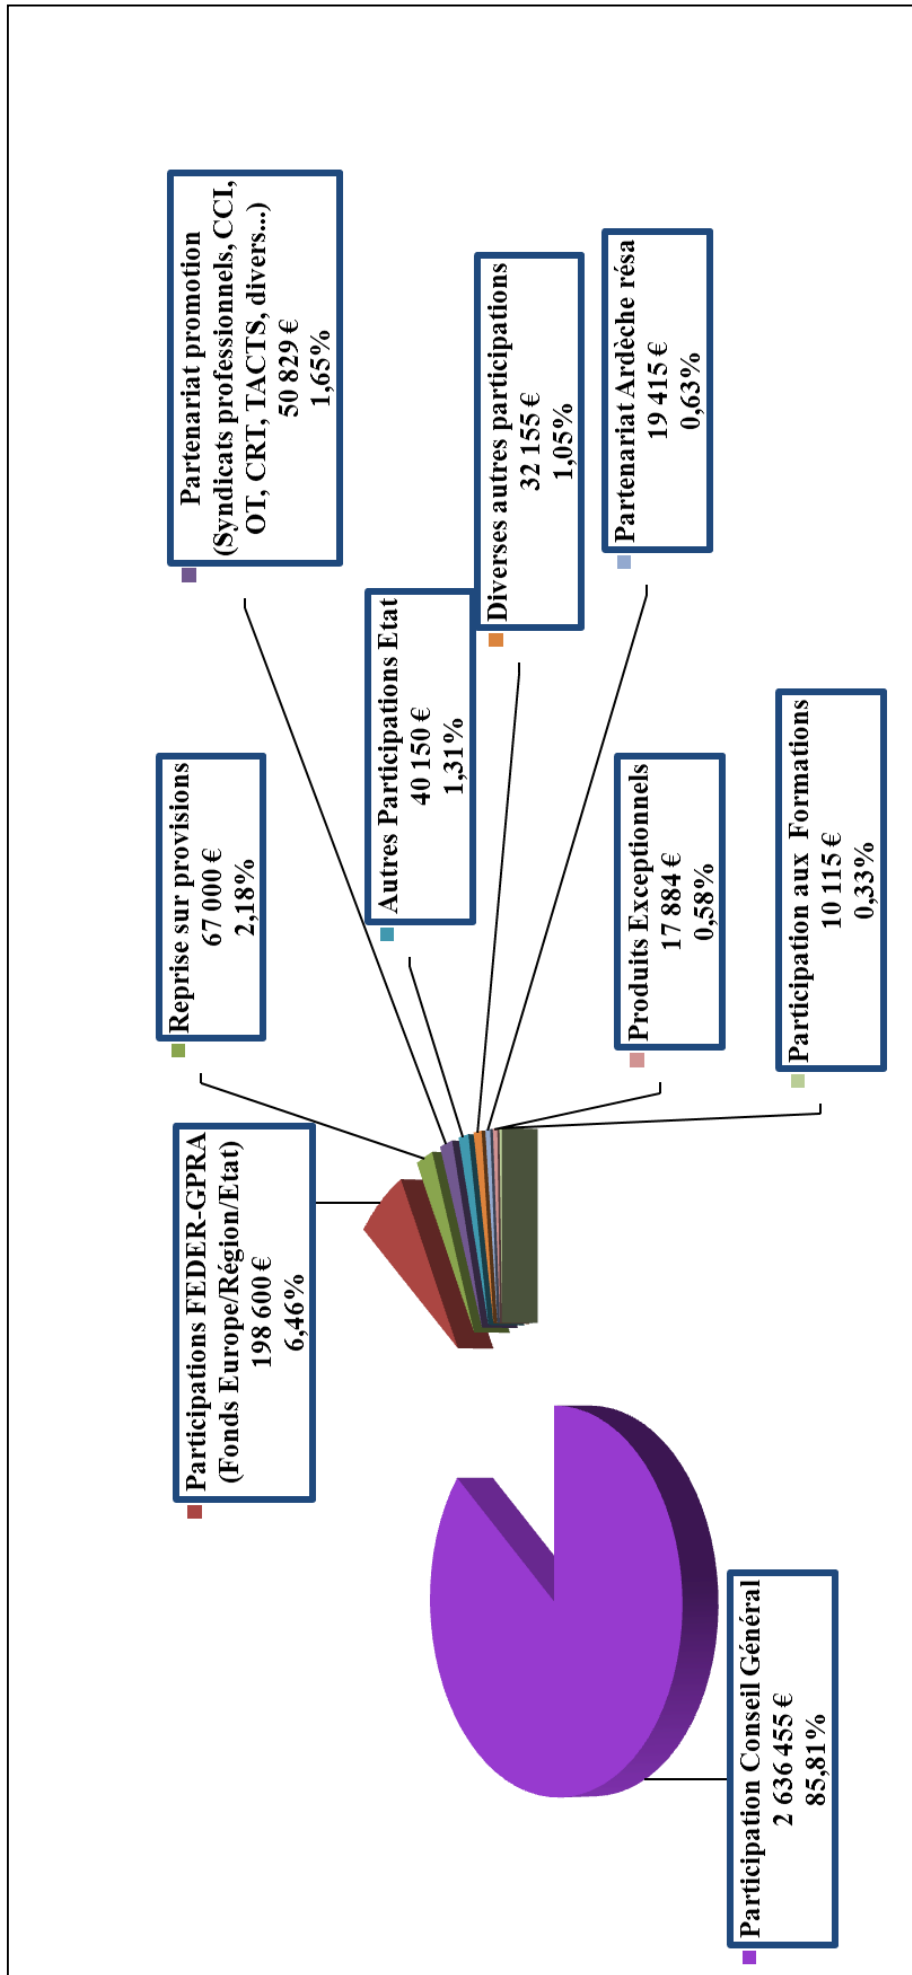 Partenariat promotion
(Syndicats professionnels, CCI,
OT, CRT, TACTS, divers...)
50 829 €
1,65%
Reprise sur provisions
67 000 €
2,18%
Autres Participations Etat
40 150 €
1,31%
Diverses autres participations
32 155 €
1,05%
Partenariat Ardèche résa
19 415 €
0,63%
Participations FEDER-GPRA
(Fonds Europe/Région/Etat)
198 600 €
6,46%
Produits Exceptionnels
17 884 €
0,58%
Participation aux Formations
10 115 €
0,33%
Participation Conseil Général
2 636 455 €
85,81%